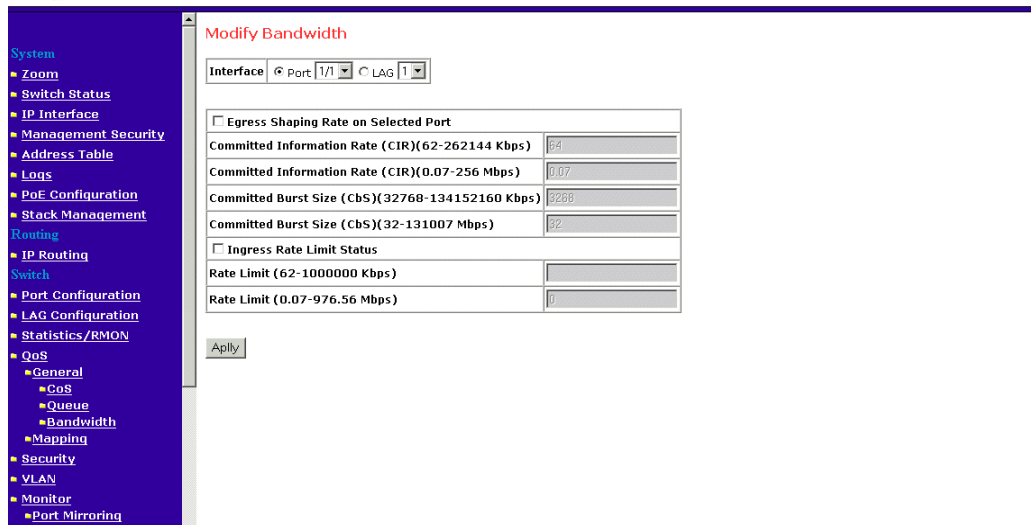 System
Zoom
Switch Status
IP Interface
Management Security
Address Table
Logs
PoE Configuration
Stack Management
Routing
IP Routing
Switch
Port Configuration
LAG Configuration
Statistics/RMON
QoS
General
CoS
Queue
Bandwidth
Mapping
Security
VLAN
Monitor
Port Mirroring
Modify Bandwidth
Interface Port 1/1 LAG 1
Egress Shaping Rate on Selected Port
Committed Information Rate (CIR)(62-262144 Kbps) 64
Committed Information Rate (CIR)(0.07-256 Mbps) 0.07
Committed Burst Size (CbS)(32768-134152160 Kbps) 3268
Committed Burst Size (CbS)(32-131007 Mbps) 32
Ingress Rate Limit Status
Rate Limit (62-1000000 Kbps)
Rate Limit (0.07-976.56 Mbps) 0
Aplly